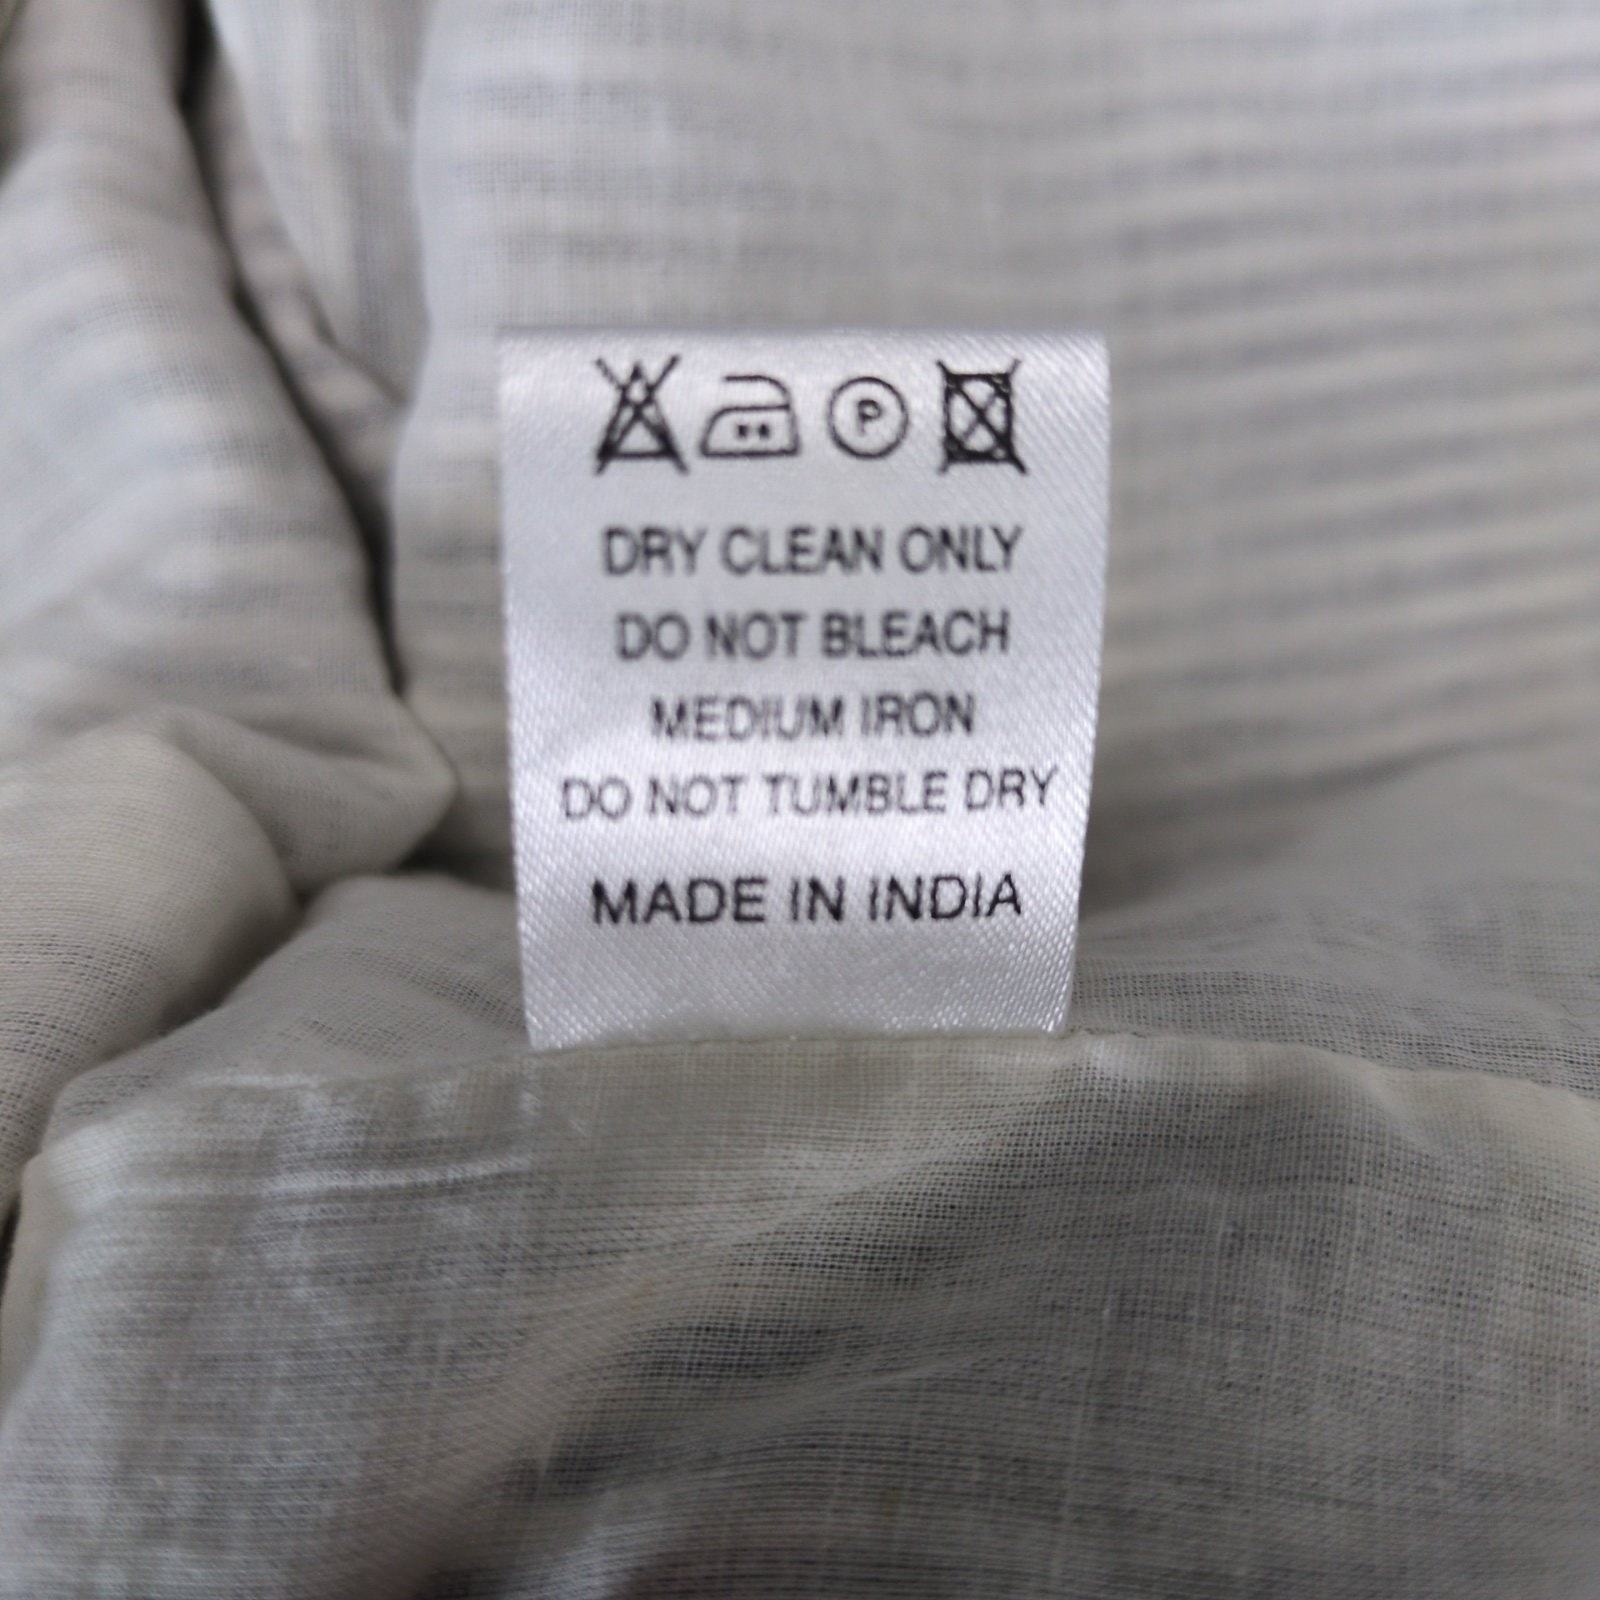 P
DRY CLEAN ONLY
DO NOT BLEACH
MEDIUM IRON
DO NOT TUMBLE DRY
MADE IN INDIA